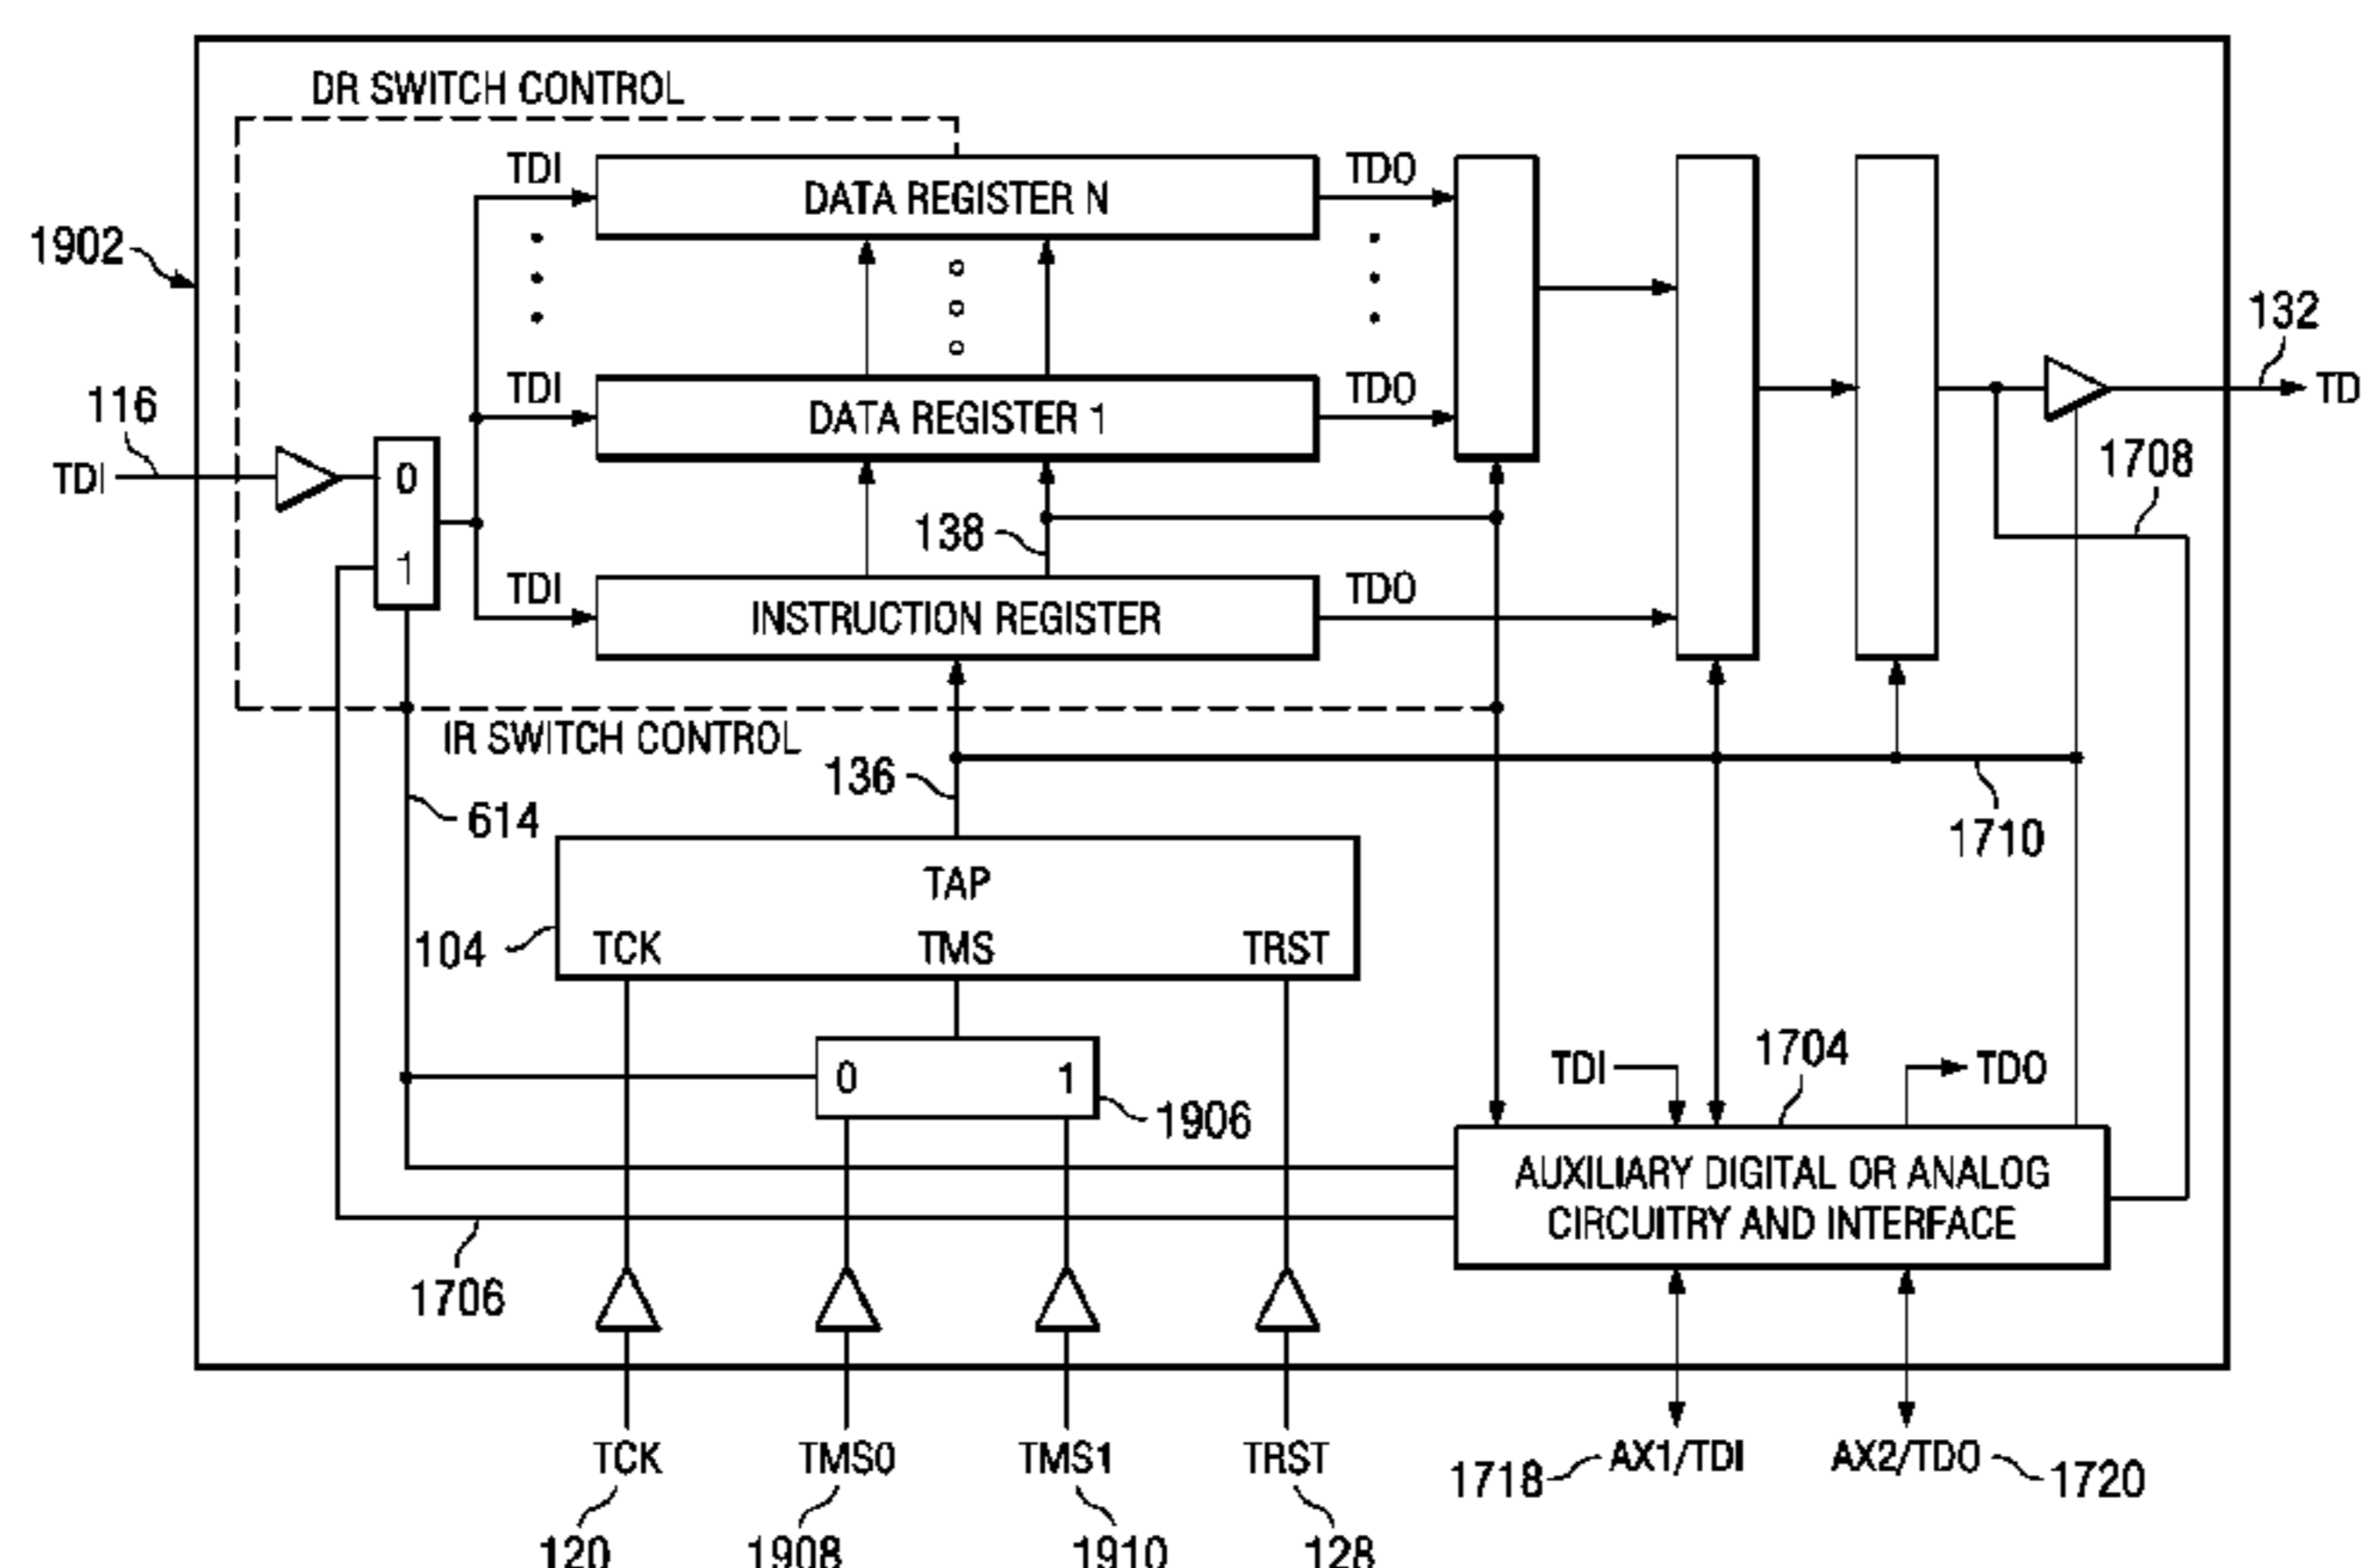 DR SWITCH CONTROL
TDI
DATA REGISTER N
TDO
1902
132
TDI
DATA REGISTER 1
TDO
TD
116
TDI
0
1
1708
138
TDI
INSTRUCTION REGISTER
TDO
IR SWITCH CONTROL
136
614
1710
TAP
104
TCK
TMS
TRST
TDI
1704
TDO
0
1
1906
AUXILIARY DIGITAL OR ANALOG
CIRCUITRY AND INTERFACE
1706
TCK
TMS0
TMS1
TRST
1718
AX1/TDI
AX2/TDO
1720
120
1908
1910
128